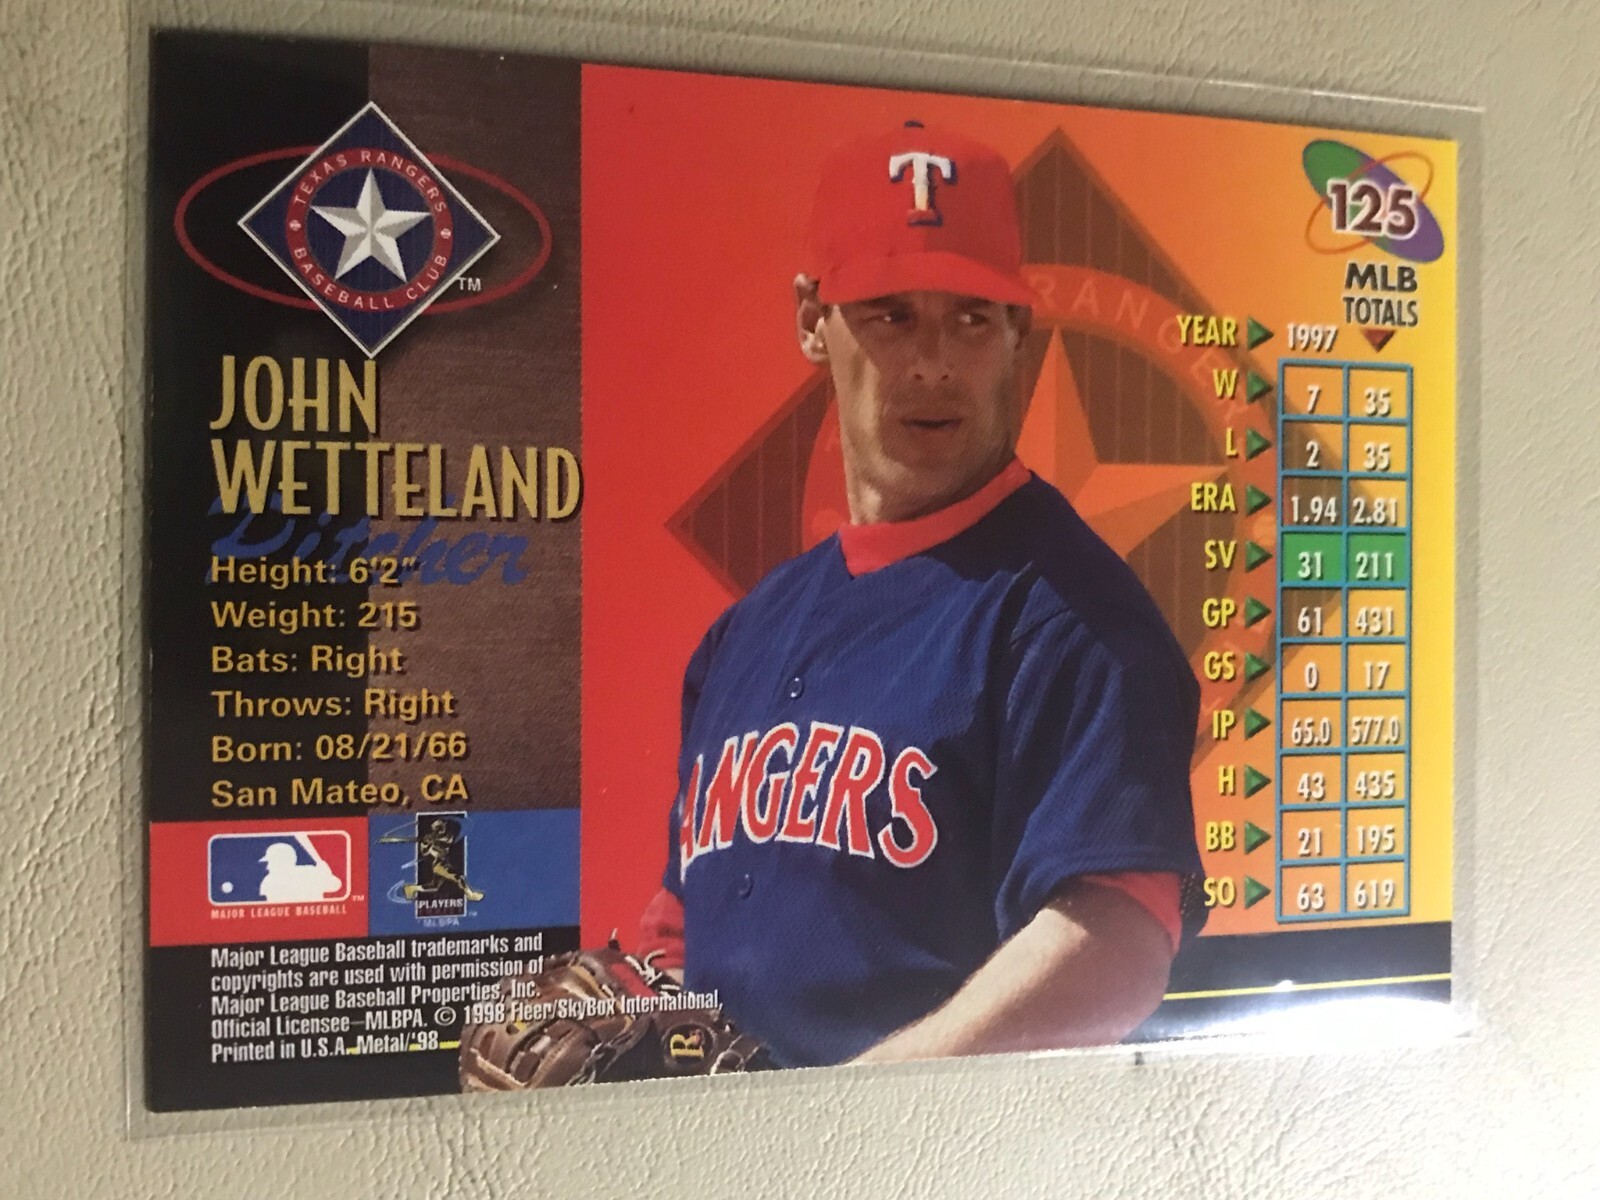 TEXAS RANGERS
BASEBALL CLUB
TM
JOHN
WETTELAND
Pitcher
Height: 6'2"
Weight: 215
Bats: Right
Throws: Right
Born: 08/21/66
San Mateo, CA
TM
MAJOR LEAGUE BASEBALL
PLAYERS
CHOICE
TM
MLBPA
Major League Baseball trademarks and
copyrights are used with permission of
Major League Baseball Properties, Inc.
Official Licensee—MLBPA. © 1998 Fleer/SkyBox International,
Printed in U.S.A. Metal/'98
T
RANGERS
ANGERS
R
125
MLB
TOTALS
YEAR 1997
W 7 35
L 2 35
ERA 1.94 2.81
SV 31 211
GP 61 431
GS 0 17
IP 65.0 577.0
H 43 435
BB 21 195
SO 63 619